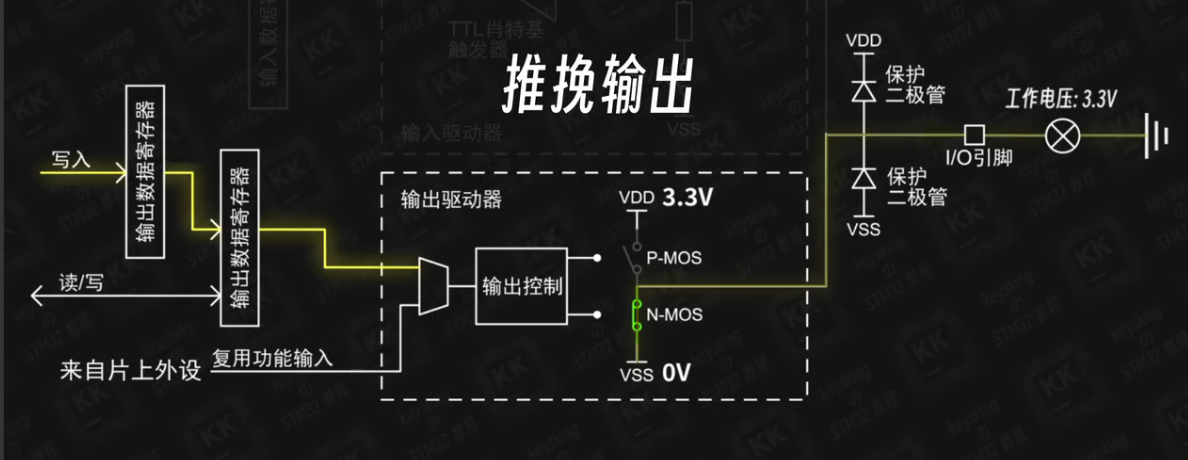 TTL肖特基
触发器
输入驱动器
VSS
推挽输出
VDD
保护
二极管
工作电压: 3.3V
I/O引脚
保护
二极管
VSS
写入
输出数据寄存器
输出数据寄存器
读/写
来自片上外设
复用功能输入
输出驱动器
VDD 3.3V
P-MOS
输出控制
N-MOS
VSS 0V